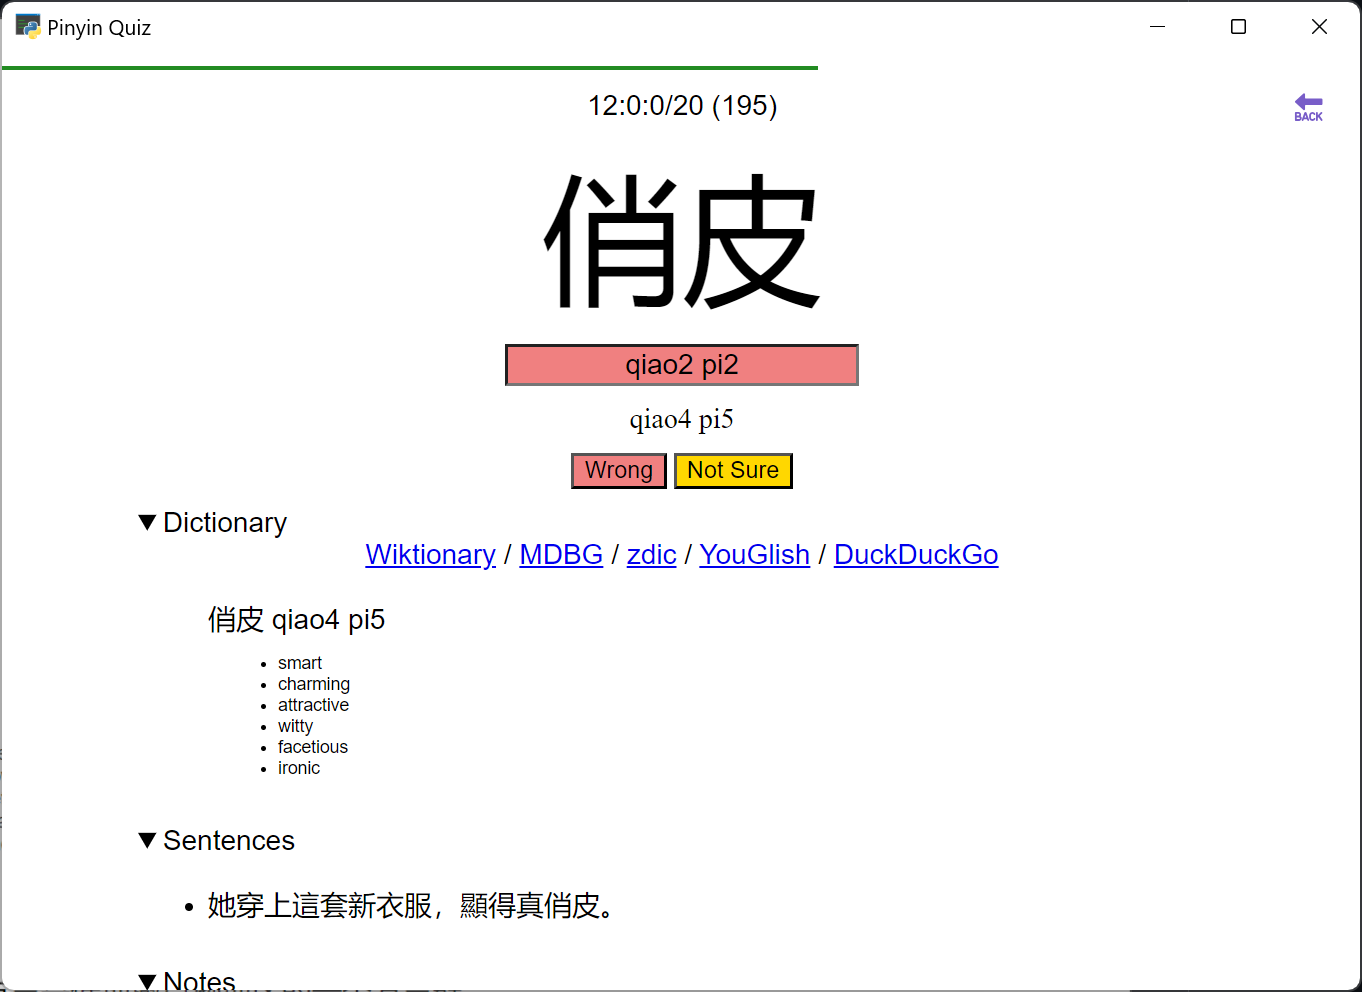 Pinyin Quiz
12:0:0/20 (195)
BACK
俏皮
qiao2 pi2
qiao4 pi5
Wrong Not Sure
Dictionary
Wiktionary / MDBG / zdic / YouGlish / DuckDuckGo
俏皮 qiao4 pi5
smart
charming
attractive
witty
facetious
ironic
Sentences
她穿上這套新衣服，顯得真俏皮。
Notes